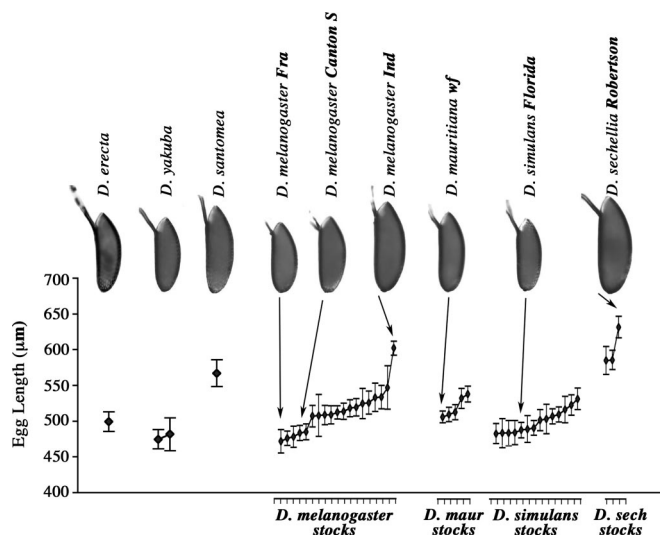 D. erecta
D. yakuba
D. santomea
D. melanogaster Fra
D. melanogaster Canton S
D. melanogaster Ind
D. mauritiana wf
D. simulans Florida
D. sechellia Robertson
Egg Length (µm)
700
650
600
550
500
450
400
D. melanogaster
stocks
D. maur
stocks
D. simulans
stocks
D. sech
stocks